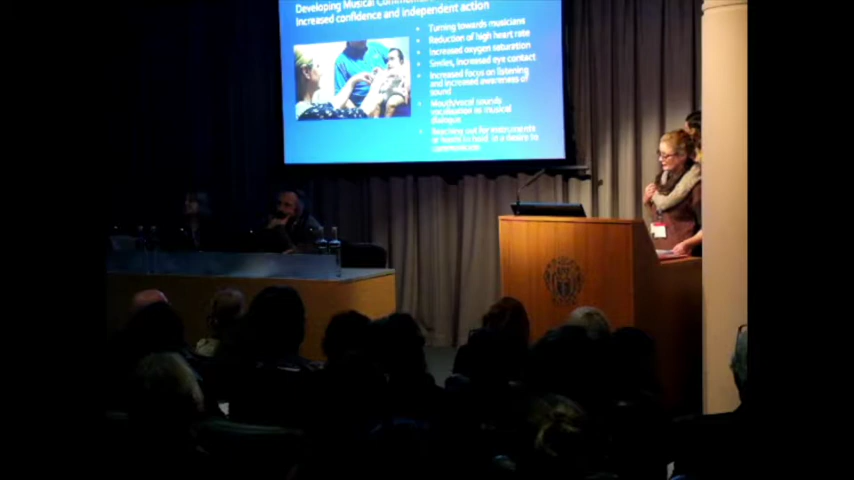 Developing Musical
Increased confidence and independent action
• Turning towards musicians
• Reduction of high heart rate
• Increased oxygen saturation
• Smiles, increased eye contact
• Increased focus on listening
and increased awareness of
sound
• Mouth/vocal sounds
vocalisation as musical
dialogue
• Reaching out for instruments
or hands to hold in a desire to
communicate